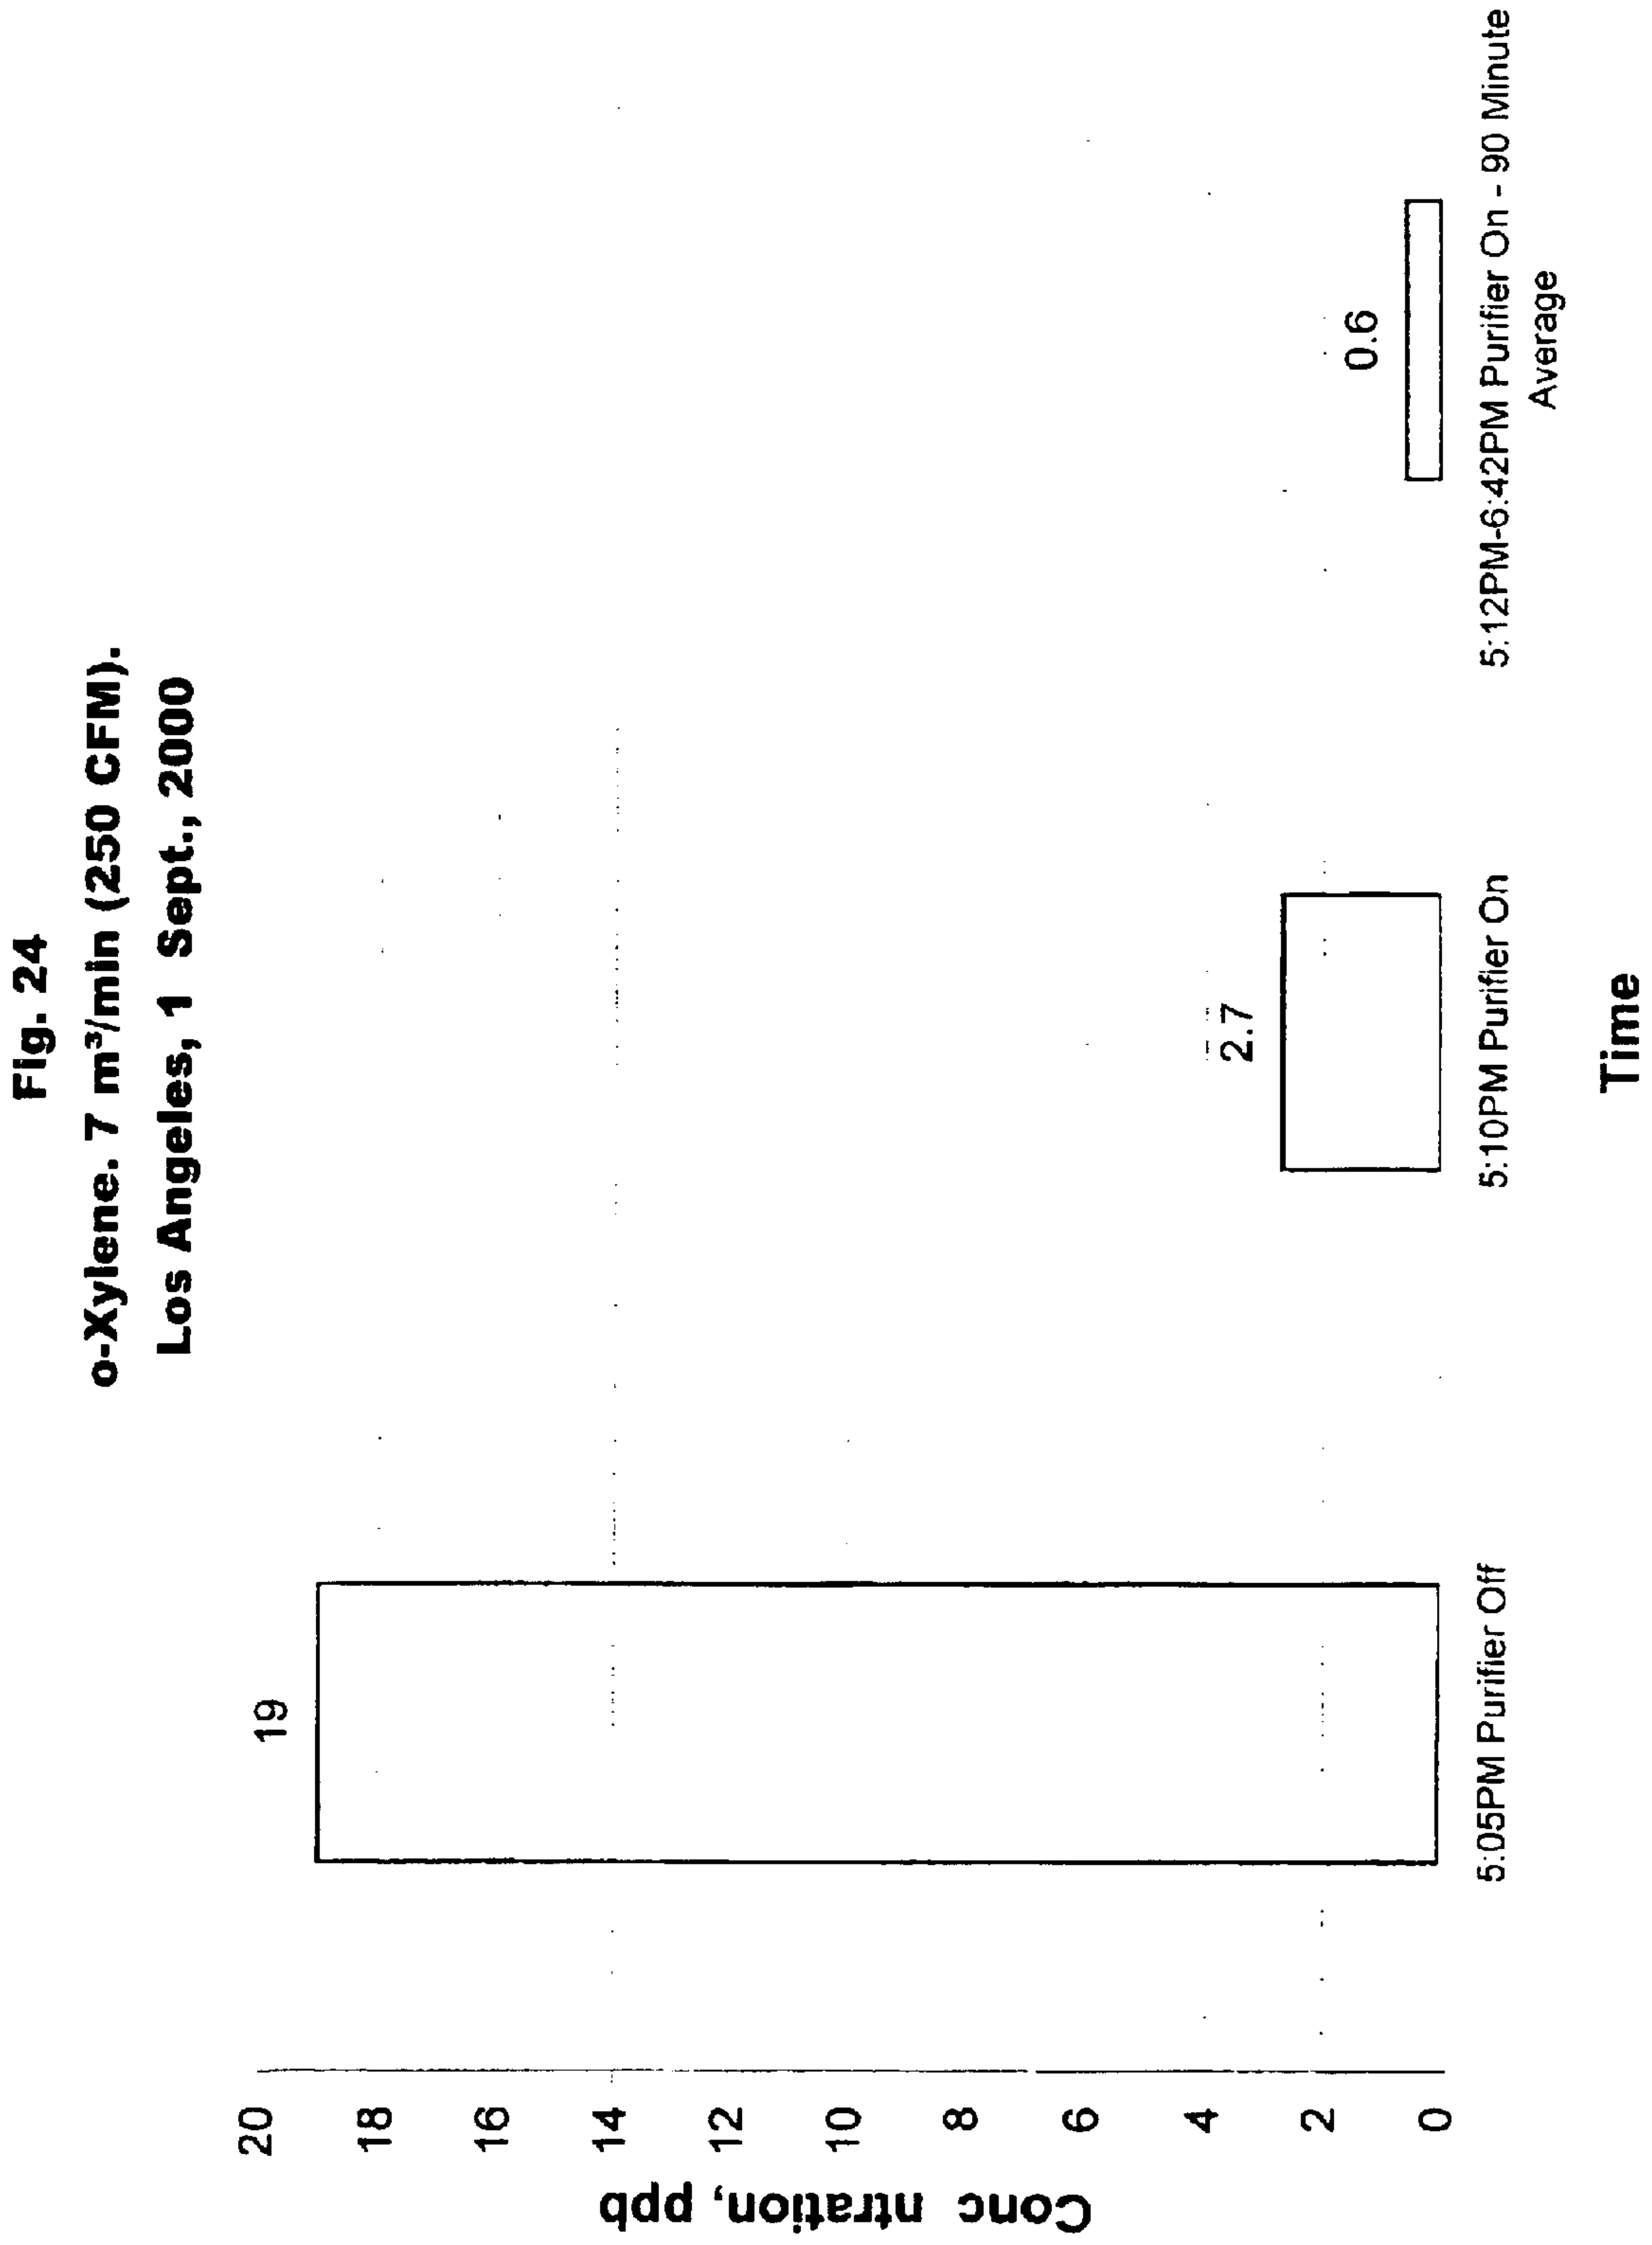 Fig. 24
o-Xylene. 7 m³/min (250 CFM).
Los Angeles, 1 Sept., 2000
Conc ntration, ppb
20
18
16
14
12
10
8
6
4
2
0
19
2.7
0.6
5:05PM Purifier Off
5:10PM Purifier On
5:12PM-6:42PM Purifier On - 90 Minute
Average
Time